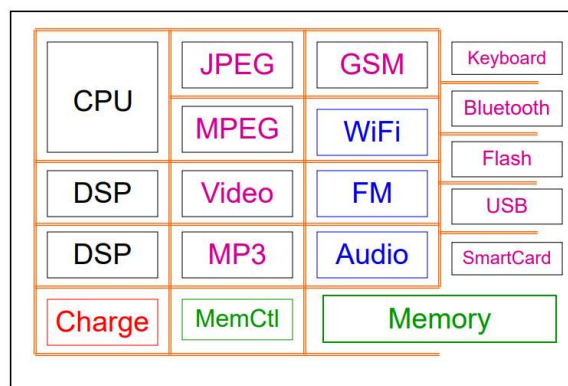 CPU
JPEG
GSM
Keyboard
MPEG
WiFi
Bluetooth
Flash
DSP
Video
FM
USB
DSP
MP3
Audio
SmartCard
Charge
MemCtl
Memory